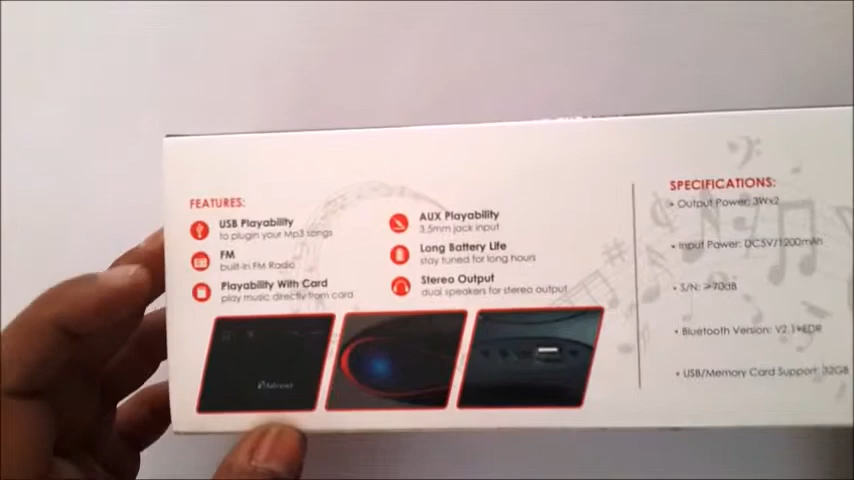 FEATURES:
USB Playability
to plugin your Mp3 songs
FM
built-in FM Radio
Playability With Card
play music directly from card
AUX Playability
3.5mm jack input
Long Battery Life
stay tuned for long hours
Stereo Output
dual speakers for stereo output
SPECIFICATIONS:
• Output Power: 3Wx2
• Input Power: DC5V/1200mAh
• S/N: ≥70dB
• Bluetooth Version: V2.1+EDR
• USB/Memory Card Support: 32GB